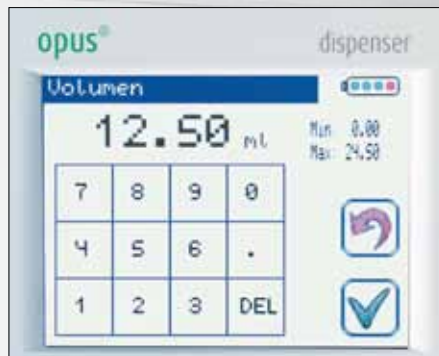 opus® dispenser
Volumen
12.50 ml
Min 0.00
Max 24.50
7 8 9 0
4 5 6 .
1 2 3 DEL